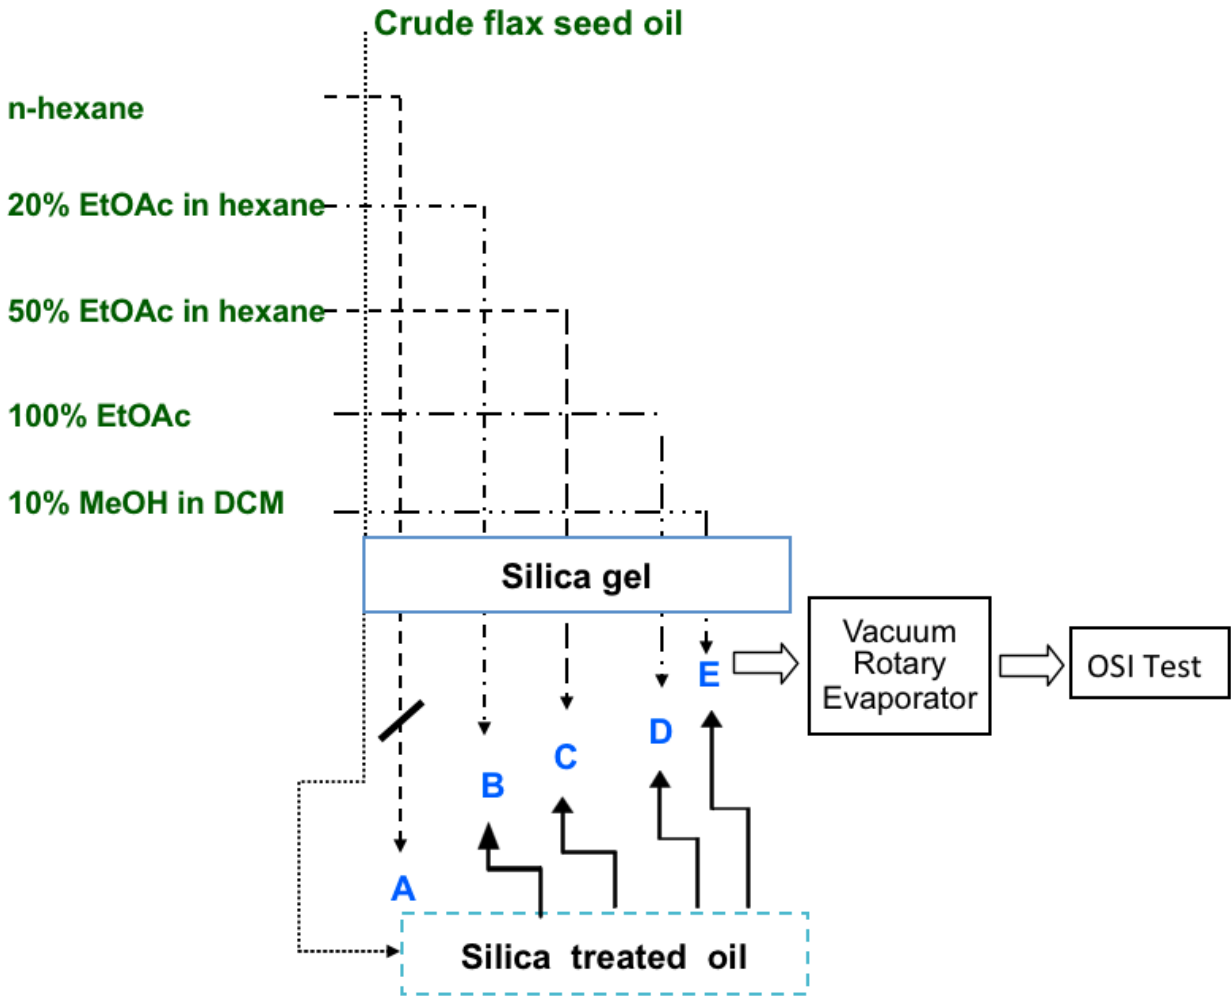 Crude flax seed oil
n-hexane
20% EtOAc in hexane
50% EtOAc in hexane
100% EtOAc
10% MeOH in DCM
Silica gel
Vacuum
Rotary
Evaporator
OSI Test
E
D
C
B
A
Silica treated oil